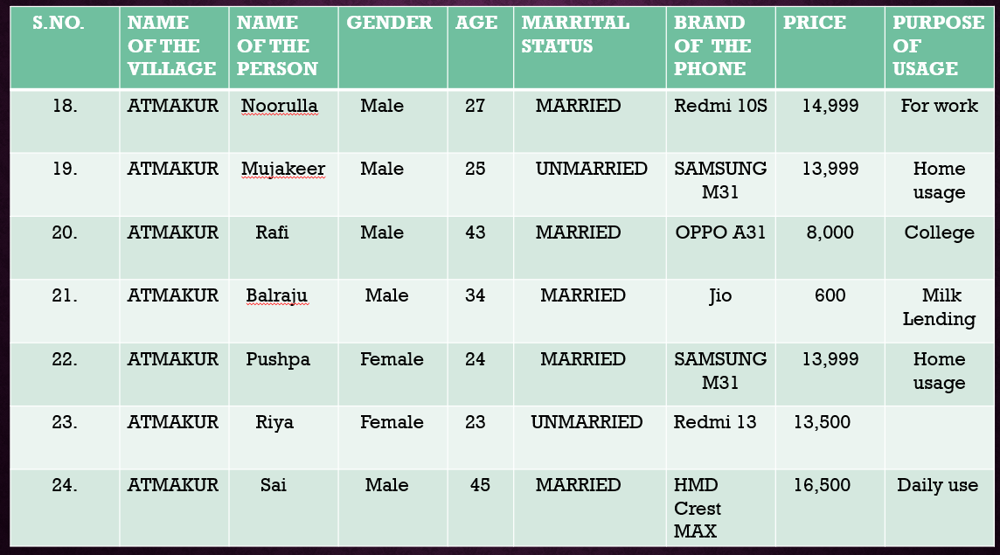 S.NO. NAME OF THE VILLAGE NAME OF THE PERSON GENDER AGE MARRITAL STATUS BRAND OF THE PHONE PRICE PURPOSE OF USAGE
18. ATMAKUR Noorulla Male 27 MARRIED Redmi 10S 14,999 For work
19. ATMAKUR Mujakeer Male 25 UNMARRIED SAMSUNG M31 13,999 Home usage
20. ATMAKUR Rafi Male 43 MARRIED OPPO A31 8,000 College
21. ATMAKUR Balraju Male 34 MARRIED Jio 600 Milk Lending
22. ATMAKUR Pushpa Female 24 MARRIED SAMSUNG M31 13,999 Home usage
23. ATMAKUR Riya Female 23 UNMARRIED Redmi 13 13,500
24. ATMAKUR Sai Male 45 MARRIED HMD Crest MAX 16,500 Daily use